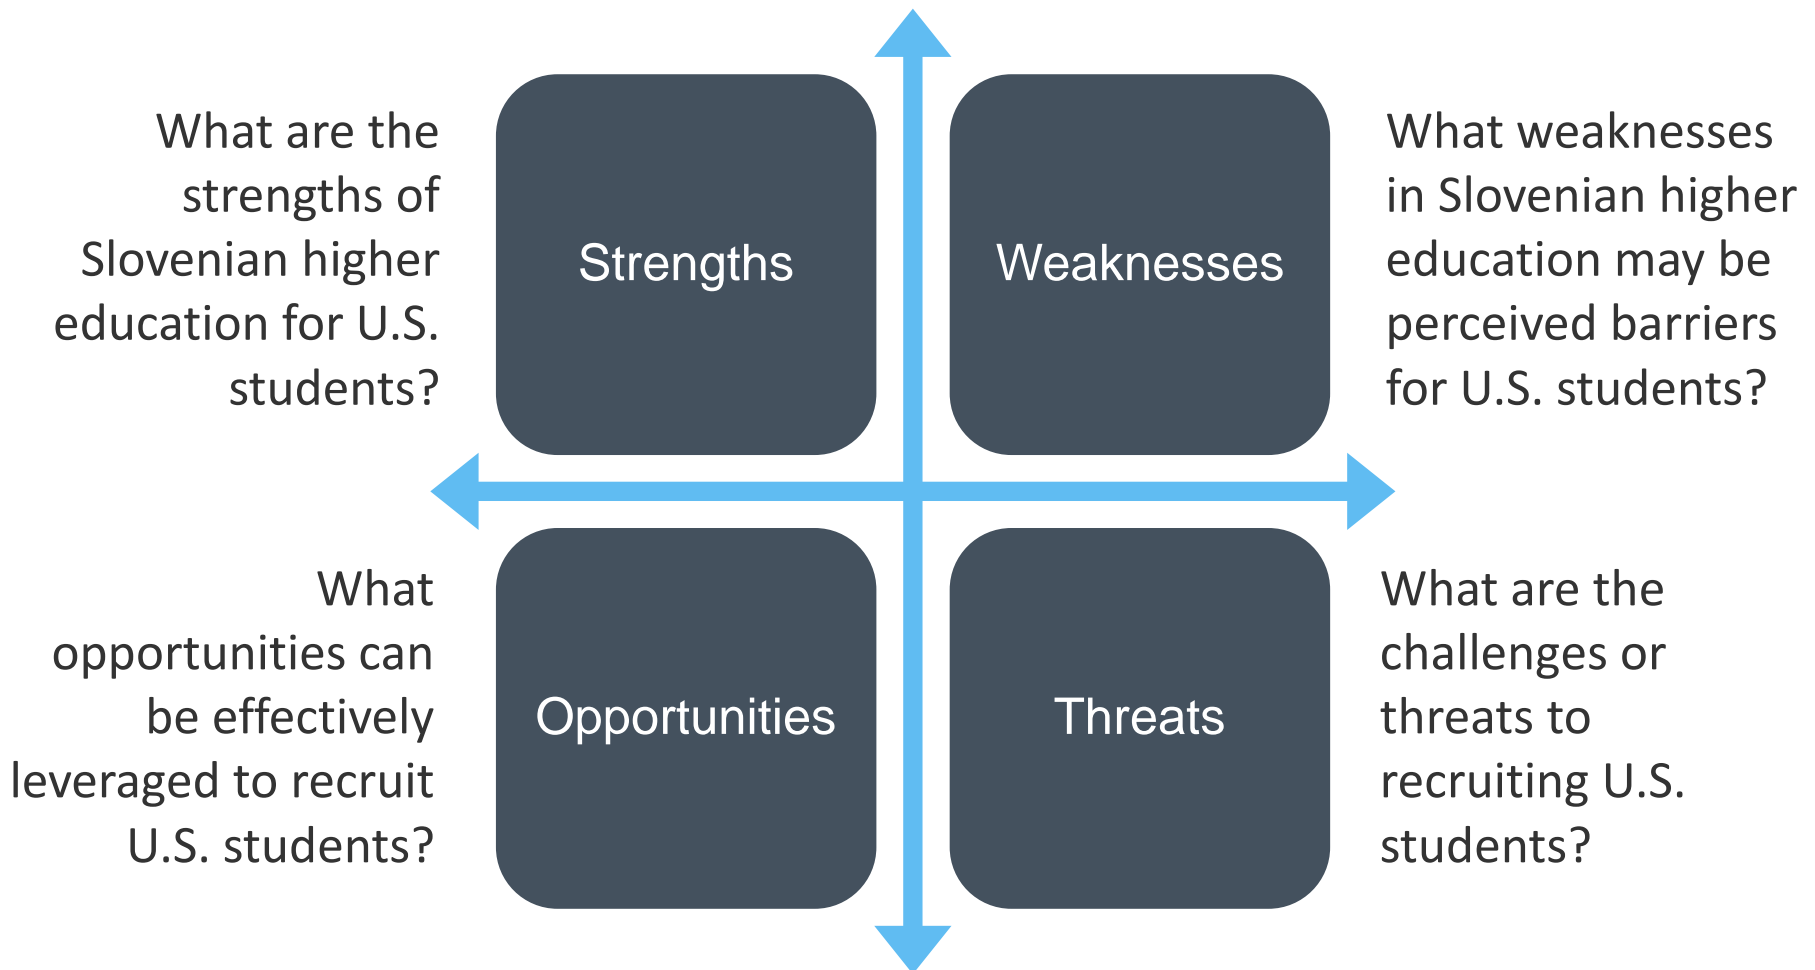 What are the
strengths of
Slovenian higher
education for U.S.
students?
Strengths
Weaknesses
What weaknesses
in Slovenian higher
education may be
perceived barriers
for U.S. students?
What
opportunities can
be effectively
leveraged to recruit
U.S. students?
Opportunities
Threats
What are the
challenges or
threats to
recruiting U.S.
students?